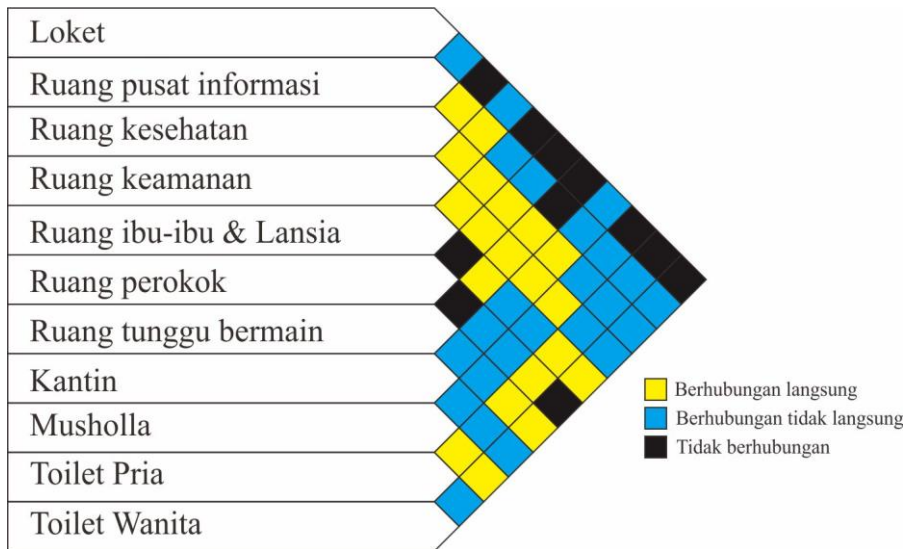 Loket
Ruang pusat informasi
Ruang kesehatan
Ruang keamanan
Ruang ibu-ibu & Lansia
Ruang perokok
Ruang tunggu bermain
Kantin
Musholla
Toilet Pria
Toilet Wanita
Berhubungan langsung
Berhubungan tidak langsung
Tidak berhubungan